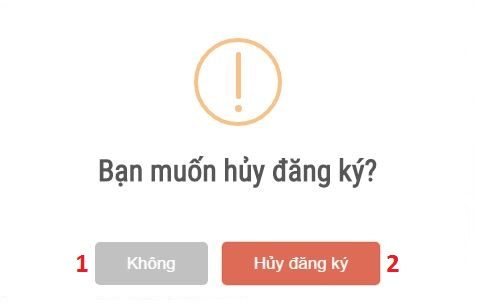 Bạn muốn hủy đăng ký?
1 Không Hủy đăng ký 2